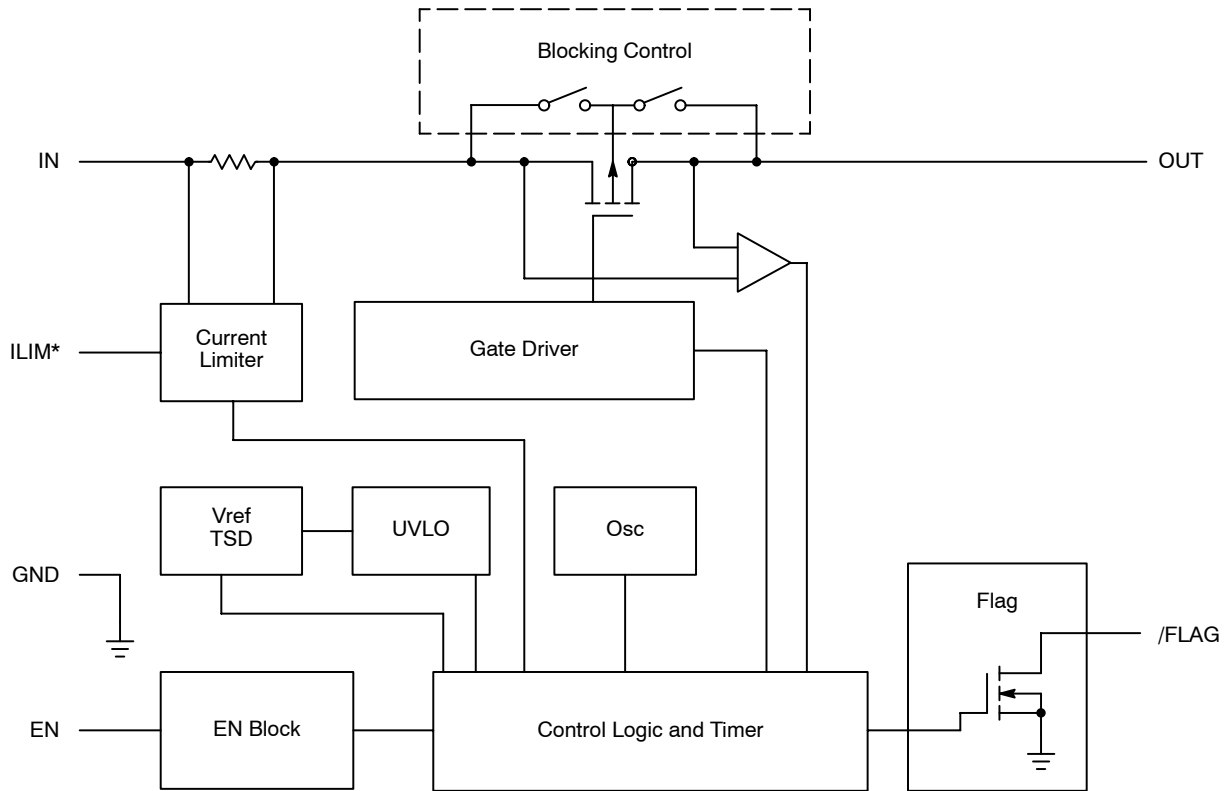 Blocking Control
IN
OUT
Current
Limiter
ILIM*
Gate Driver
Vref
TSD
UVLO
Osc
GND
Flag
/FLAG
EN
EN Block
Control Logic and Timer